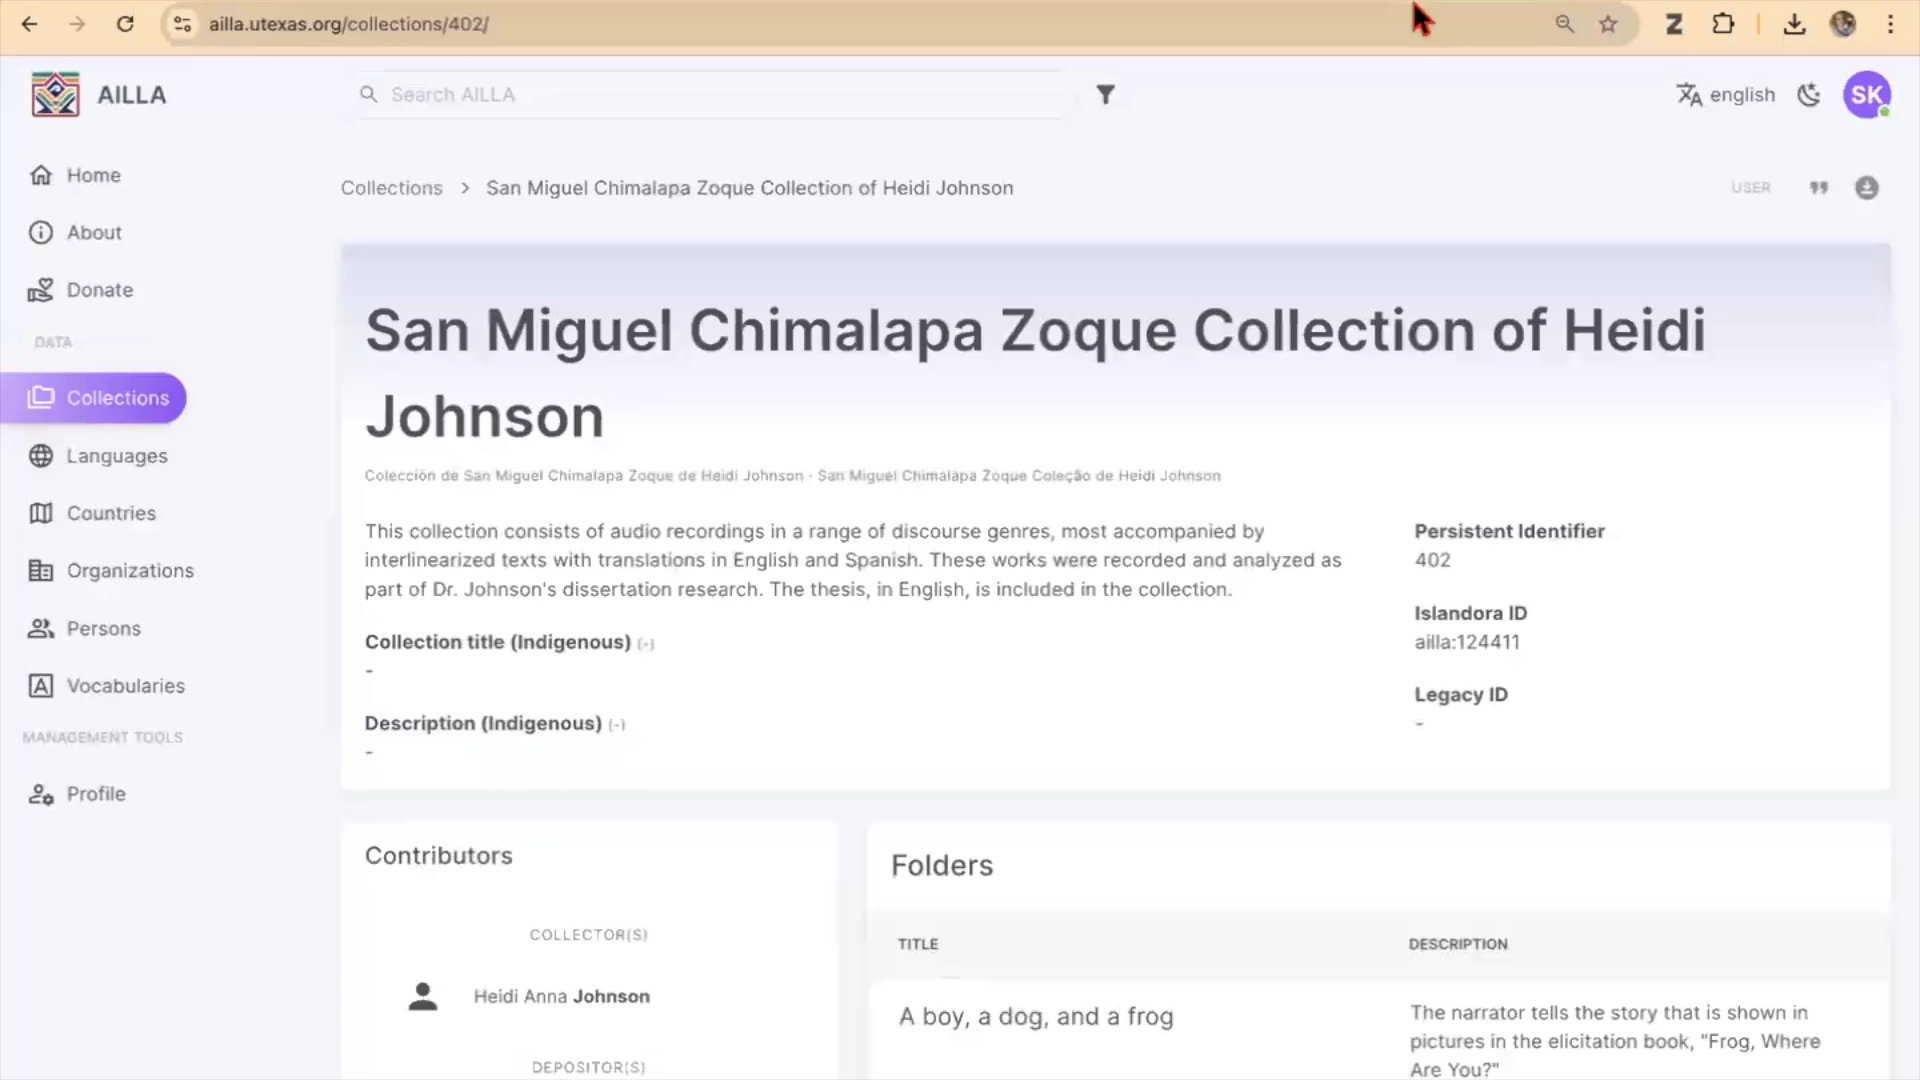 ailla.utexas.org/collections/402/
AILLA
Search AILLA
english
SK
Home
About
Donate
DATA
Collections
Languages
Countries
Organizations
Persons
Vocabularies
MANAGEMENT TOOLS
Profile
Collections > San Miguel Chimalapa Zoque Collection of Heidi Johnson
USER
San Miguel Chimalapa Zoque Collection of Heidi
Johnson
Colección de San Miguel Chimalapa Zoque de Heidi Johnson · San Miguel Chimalapa Zoque Coleção de Heidi Johnson
This collection consists of audio recordings in a range of discourse genres, most accompanied by
interlinearized texts with translations in English and Spanish. These works were recorded and analyzed as
part of Dr. Johnson's dissertation research. The thesis, in English, is included in the collection.
Collection title (Indigenous) (-)
-
Description (Indigenous) (-)
-
Persistent Identifier
402
Islandora ID
ailla:124411
Legacy ID
-
Contributors
COLLECTOR(S)
Heidi Anna Johnson
DEPOSITOR(S)
Folders
TITLE DESCRIPTION
A boy, a dog, and a frog
The narrator tells the story that is shown in
pictures in the elicitation book, "Frog, Where
Are You?"